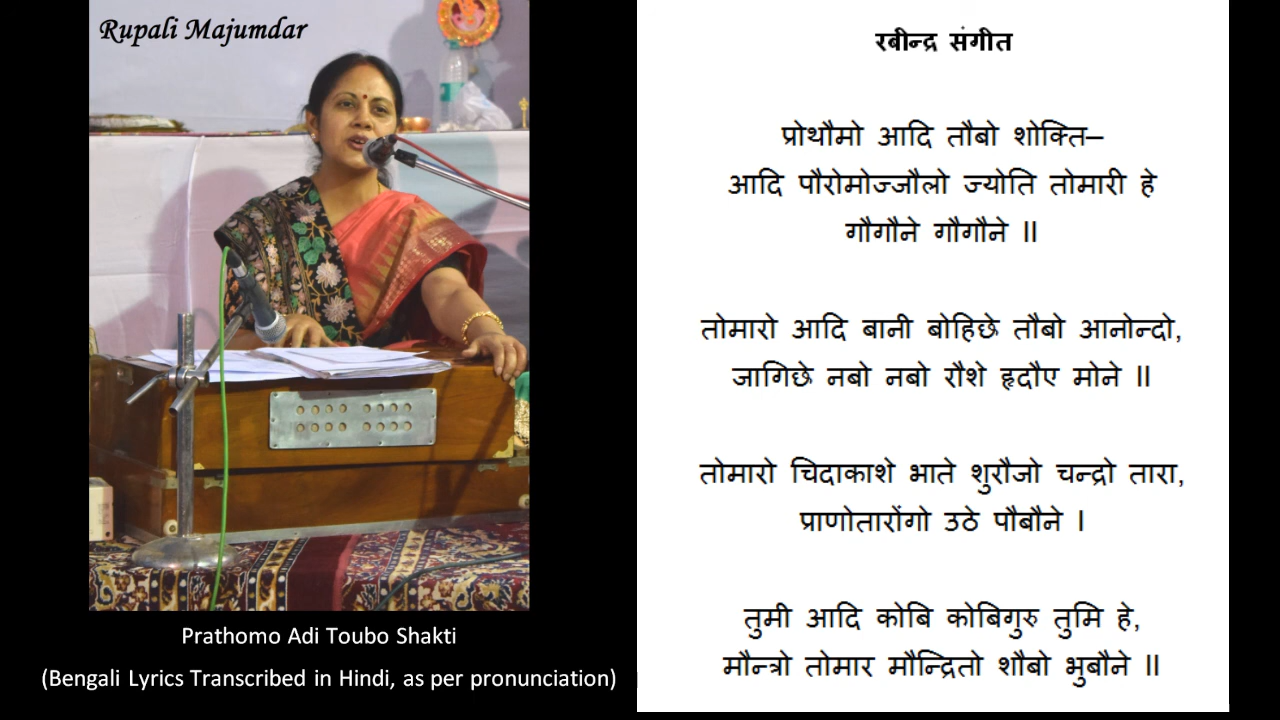 Rupali Majumdar
Prathomo Adi Toubo Shakti
(Bengali Lyrics Transcribed in Hindi, as per pronunciation)
रबीन्द्र संगीत
प्रोथौमो आदि तौबो शोक्ति–
आदि पौरोमोज्जौलो ज्योति तोमारी हे
गौगौने गौगौने ॥
तोमारो आदि बानी बोहिछे तौबो आनोन्दो,
जागिछे नबो नबो रौशे हृदौए मोने ॥
तोमारो चिदाकाशे भाते शुरौजो चन्द्रो तारा,
प्राणोतारोंगो उठे पौबौने ।
तुमी आदि कोबि कोबिगुरु तुमि हे,
मौन्त्रो तोमार मौन्द्रितो शौबो भुबौने ॥